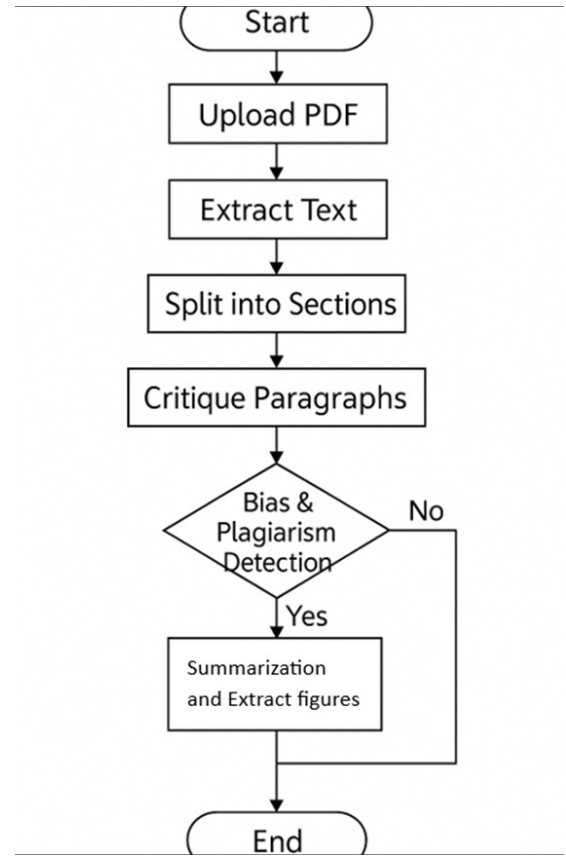 Start
Upload PDF
Extract Text
Split into Sections
Critique Paragraphs
Bias &
Plagiarism
Detection
No
Yes
Summarization
and Extract figures
End